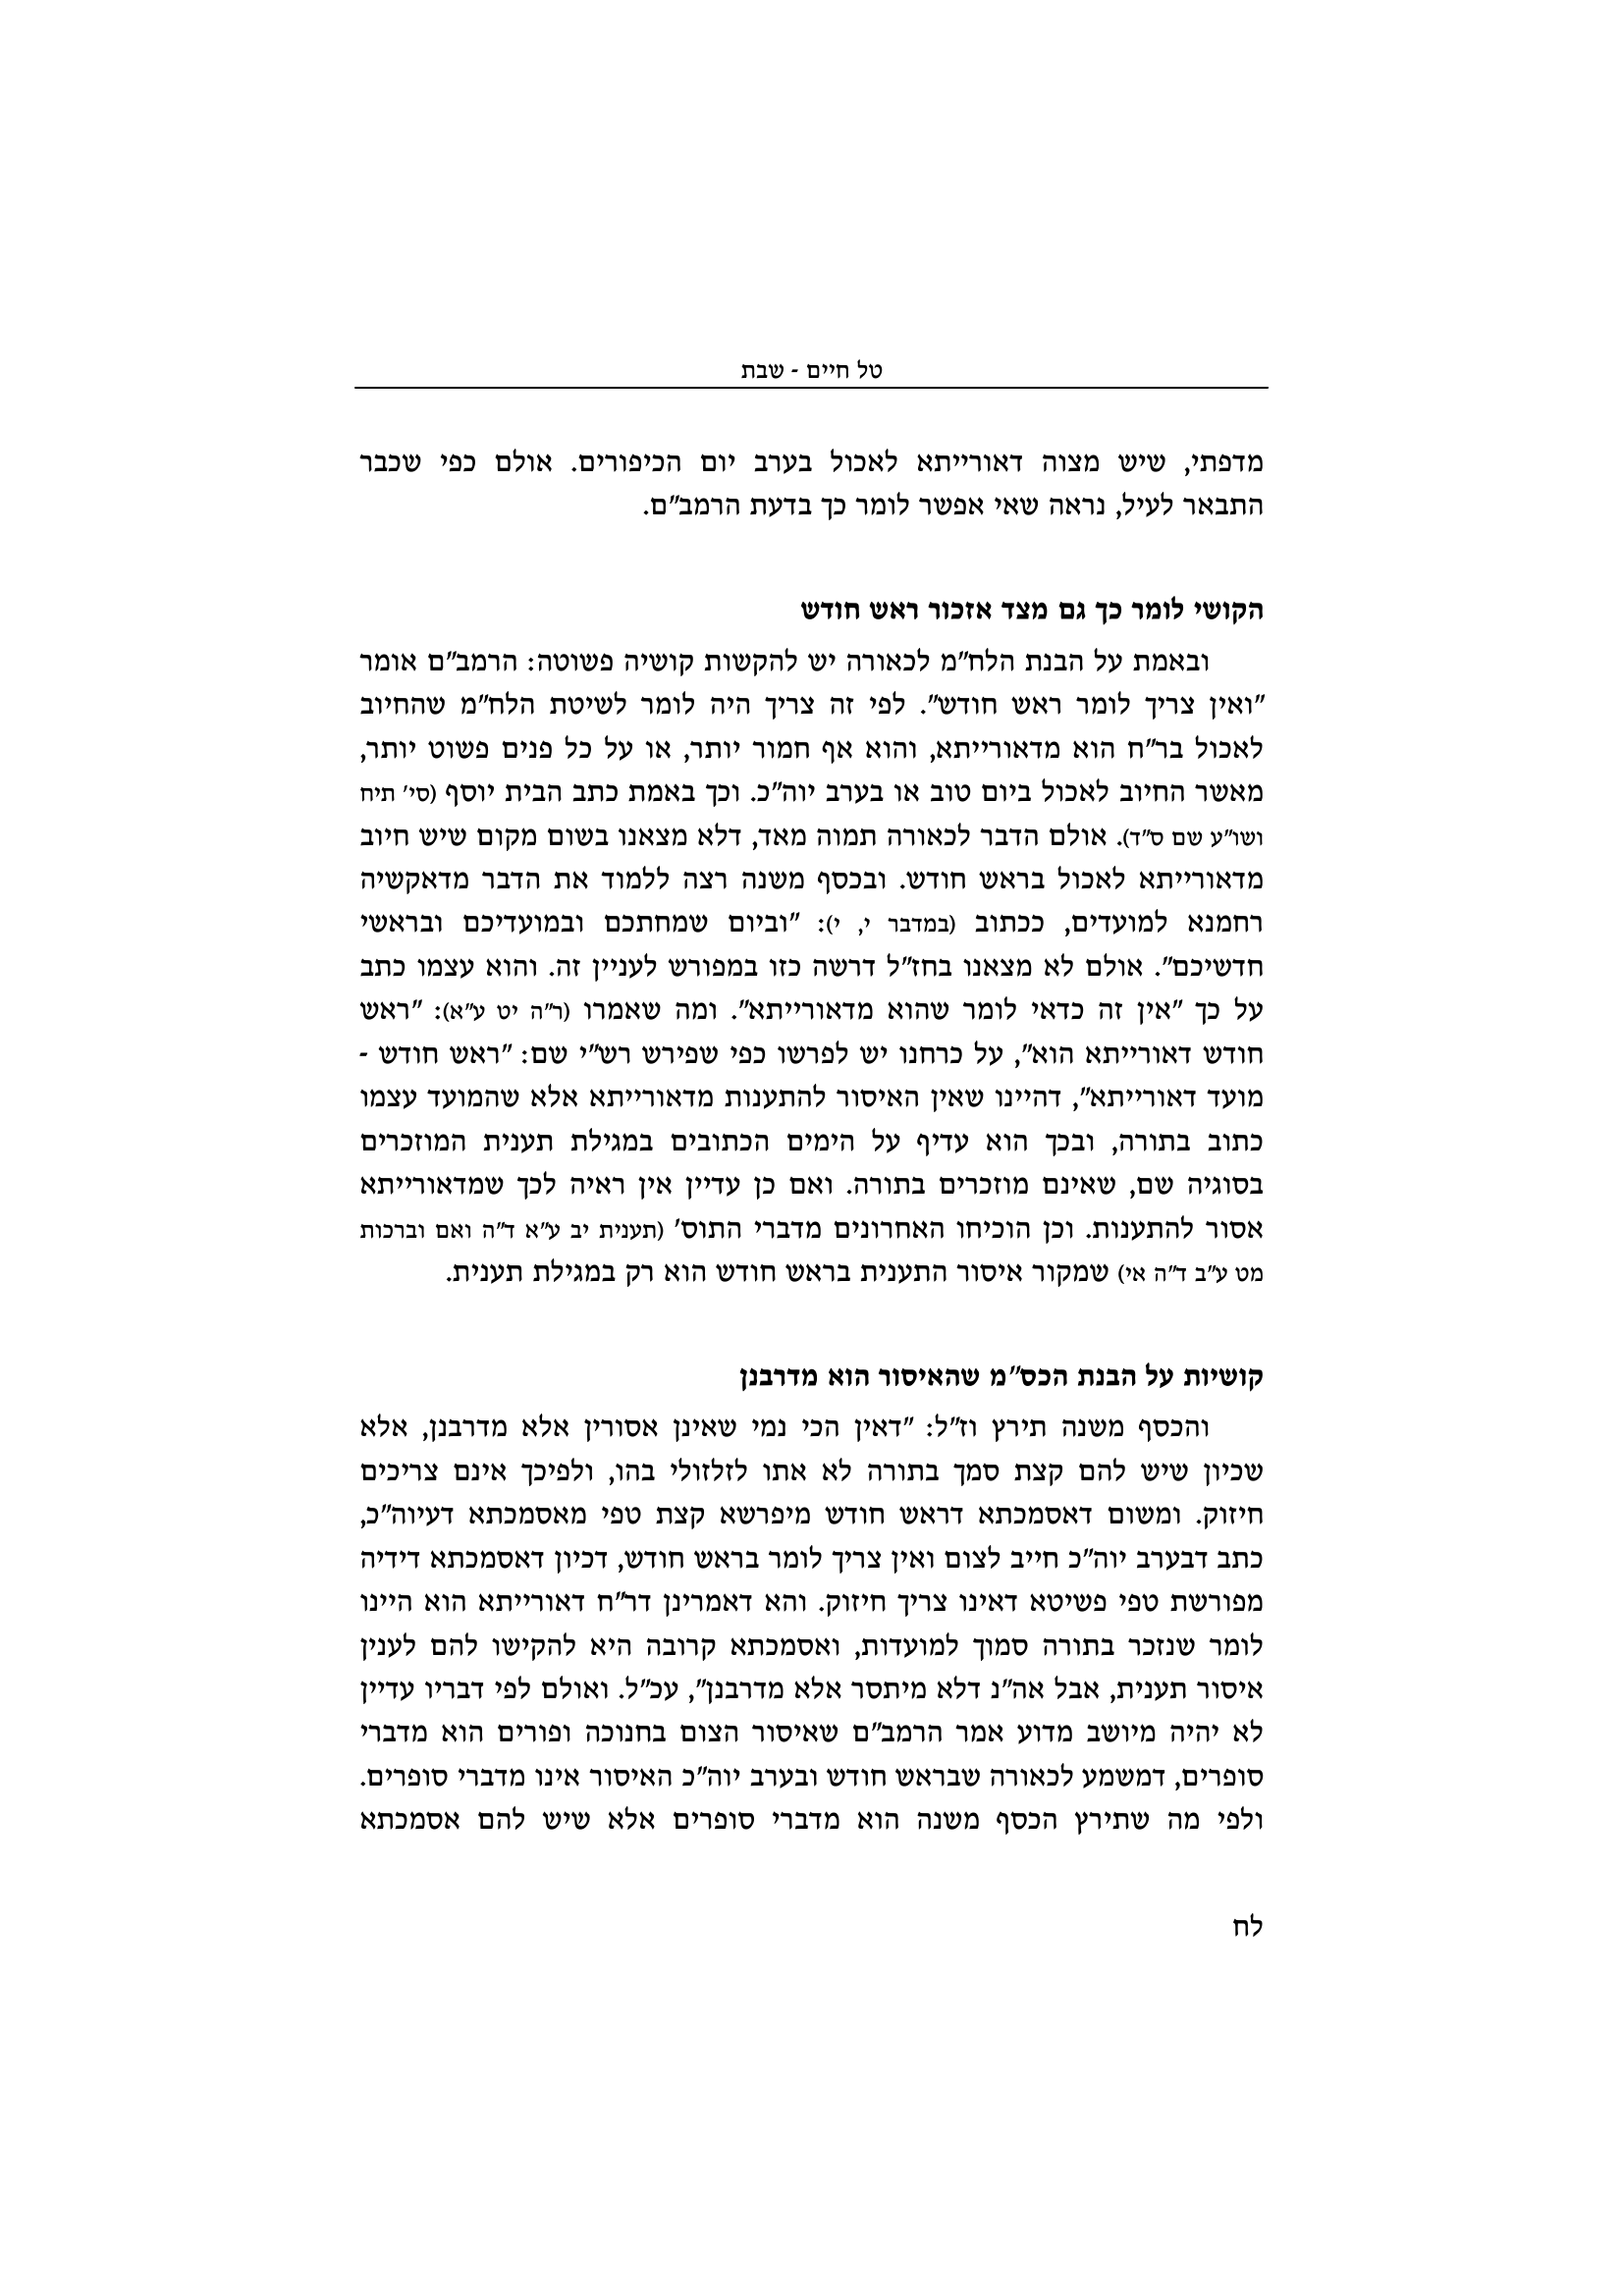 טל חיים - שבת
מדפתי, שיש מצוה דאורייתא לאכול בערב יום הכיפורים. אולם כפי שכבר
התבאר לעיל, נראה שאי אפשר לומר כך בדעת הרמב"ם.
הקושי לומר כך גם מצד אזכור ראש חודש
ובאמת על הבנת הלח"מ לכאורה יש להקשות קושיה פשוטה: הרמב"ם אומר
"ואין צריך לומר ראש חודש". לפי זה צריך היה לומר לשיטת הלח"מ שהחיוב
לאכול בר"ח הוא מדאורייתא, והוא אף חמור יותר, או על כל פנים פשוט יותר,
מאשר החיוב לאכול ביום טוב או בערב יוה"כ. וכך באמת כתב הבית יוסף (סי' תיח
ושו"ע שם ס"ד). אולם הדבר לכאורה תמוה מאד, דלא מצאנו בשום מקום שיש חיוב
מדאורייתא לאכול בראש חודש. ובכסף משנה רצה ללמוד את הדבר מדאקשיה
רחמנא למועדים, ככתוב (במדבר י, י): "וביום שמחתכם ובמועדיכם ובראשי
חדשיכם". אולם לא מצאנו בחז"ל דרשה כזו במפורש לעניין זה. והוא עצמו כתב
על כך "אין זה כדאי לומר שהוא מדאורייתא". ומה שאמרו (ר"ה יט ע"א): "ראש
חודש דאורייתא הוא", על כרחנו יש לפרשו כפי שפירש רש"י שם: "ראש חודש -
מועד דאורייתא", דהיינו שאין האיסור להתענות מדאורייתא אלא שהמועד עצמו
כתוב בתורה, ובכך הוא עדיף על הימים הכתובים במגילת תענית המוזכרים
בסוגיה שם, שאינם מוזכרים בתורה. ואם כן עדיין אין ראיה לכך שמדאורייתא
אסור להתענות. וכן הוכיחו האחרונים מדברי התוס' (תענית יב ע"א ד"ה ואם וברכות
מט ע"ב ד"ה אי) שמקור איסור התענית בראש חודש הוא רק במגילת תענית.
קושיות על הבנת הכס"מ שהאיסור הוא מדרבנן
והכסף משנה תירץ וז"ל: "דאין הכי נמי שאינן אסורין אלא מדרבנן, אלא
שכיון שיש להם קצת סמך בתורה לא אתו לזלזולי בהו, ולפיכך אינם צריכים
חיזוק. ומשום דאסמכתא דראש חודש מיפרשא קצת טפי מאסמכתא דעיוה"כ,
כתב דבערב יוה"כ חייב לצום ואין צריך לומר בראש חודש, דכיון דאסמכתא דידיה
מפורשת טפי פשיטא דאינו צריך חיזוק. והא דאמרינן דר"ח דאורייתא הוא היינו
לומר שנזכר בתורה סמוך למועדות, ואסמכתא קרובה היא להקישו להם לענין
איסור תענית, אבל אה"נ דלא מיתסר אלא מדרבנן", עכ"ל. ואולם לפי דבריו עדיין
לא יהיה מיושב מדוע אמר הרמב"ם שאיסור הצום בחנוכה ופורים הוא מדברי
סופרים, דמשמע לכאורה שבראש חודש ובערב יוה"כ האיסור אינו מדברי סופרים.
ולפי מה שתירץ הכסף משנה הוא מדברי סופרים אלא שיש להם אסמכתא
לח